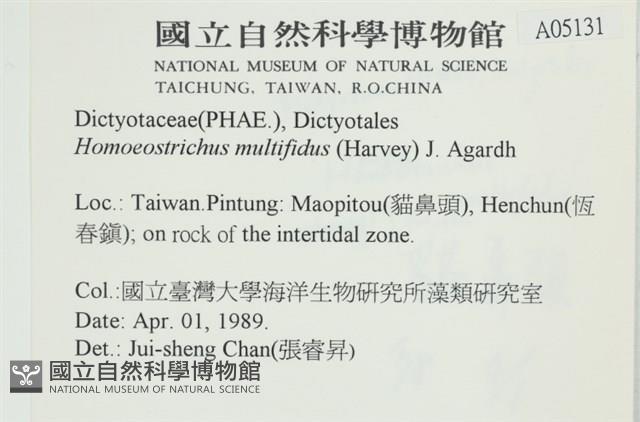 國立自然科學博物館
A05131
NATIONAL MUSEUM OF NATURAL SCIENCE
TAICHUNG, TAIWAN, R.O.CHINA
Dictyotaceae(PHAE.), Dictyotales
Homoeostrichus multifidus (Harvey) J. Agardh
Loc.: Taiwan.Pintung: Maopitou(貓鼻頭), Henchun(恆
春鎭); on rock of the intertidal zone.
Col.:國立臺灣大學海洋生物研究所藻類研究室
Date: Apr. 01, 1989.
Det.: Jui-sheng Chan(張睿昇)
國立自然科學博物館
NATIONAL MUSEUM OF NATURAL SCIENCE